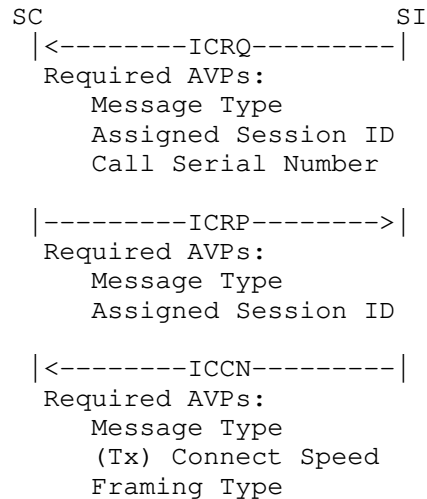 SC                              SI
 |<--------ICRQ---------|
  Required AVPs:
     Message Type
     Assigned Session ID
     Call Serial Number

 |---------ICRP-------->|
  Required AVPs:
     Message Type
     Assigned Session ID

 |<--------ICCN---------|
  Required AVPs:
     Message Type
     (Tx) Connect Speed
     Framing Type